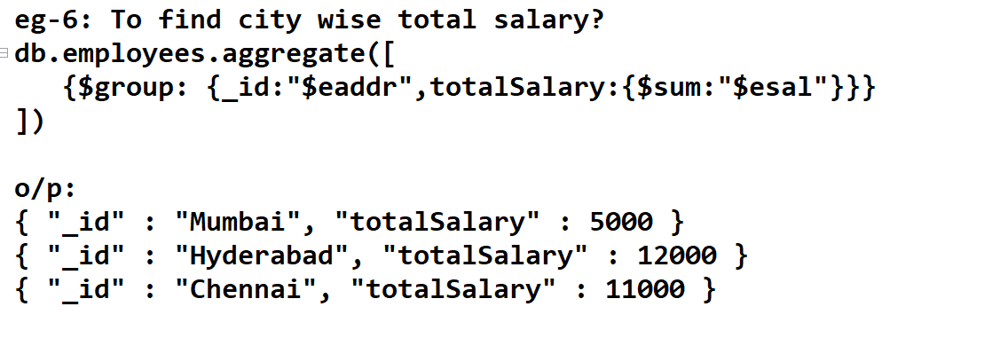 eg-6: To find city wise total salary?
db.employees.aggregate([
   {$group: {_id:"$eaddr",totalSalary:{$sum:"$esal"}}}
])

o/p:
{ "_id" : "Mumbai", "totalSalary" : 5000 }
{ "_id" : "Hyderabad", "totalSalary" : 12000 }
{ "_id" : "Chennai", "totalSalary" : 11000 }